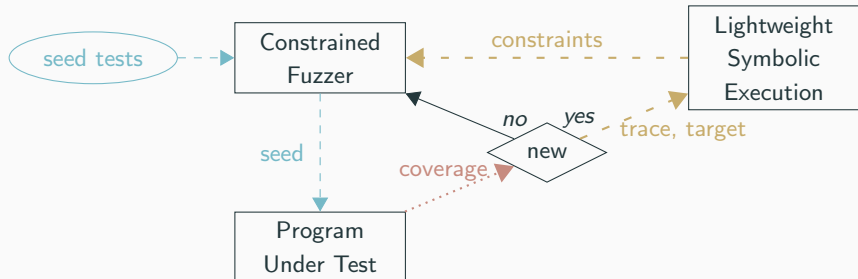 seed tests
Constrained
Fuzzer
constraints
Lightweight
Symbolic
Execution
no
yes
trace, target
new
seed
coverage
Program
Under Test